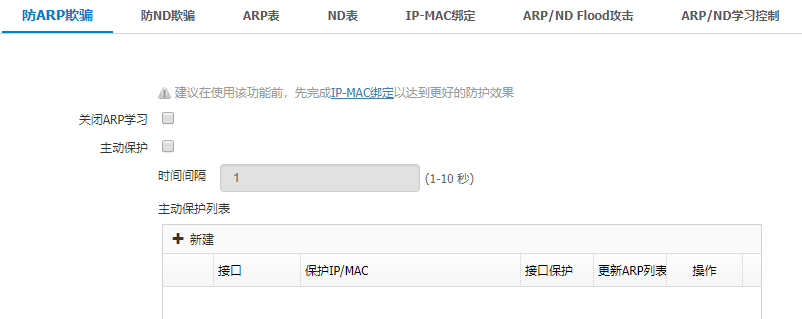 防ARP欺骗 防ND欺骗 ARP表 ND表 IP-MAC绑定 ARP/ND Flood攻击 ARP/ND学习控制
建议在使用该功能前，先完成IP-MAC绑定以达到更好的防护效果
关闭ARP学习
主动保护
时间间隔 1 (1-10 秒)
主动保护列表
新建
接口 保护IP/MAC 接口保护 更新ARP列表 操作